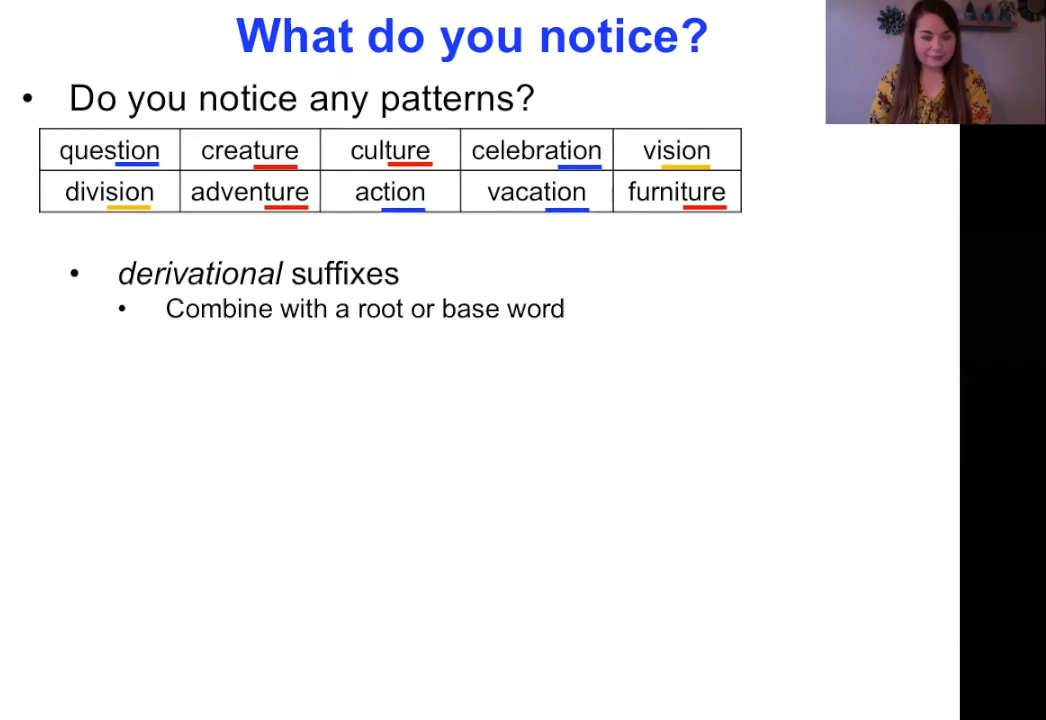 What do you notice?
• Do you notice any patterns?
question creature culture celebration vision
division adventure action vacation furniture
• derivational suffixes
• Combine with a root or base word